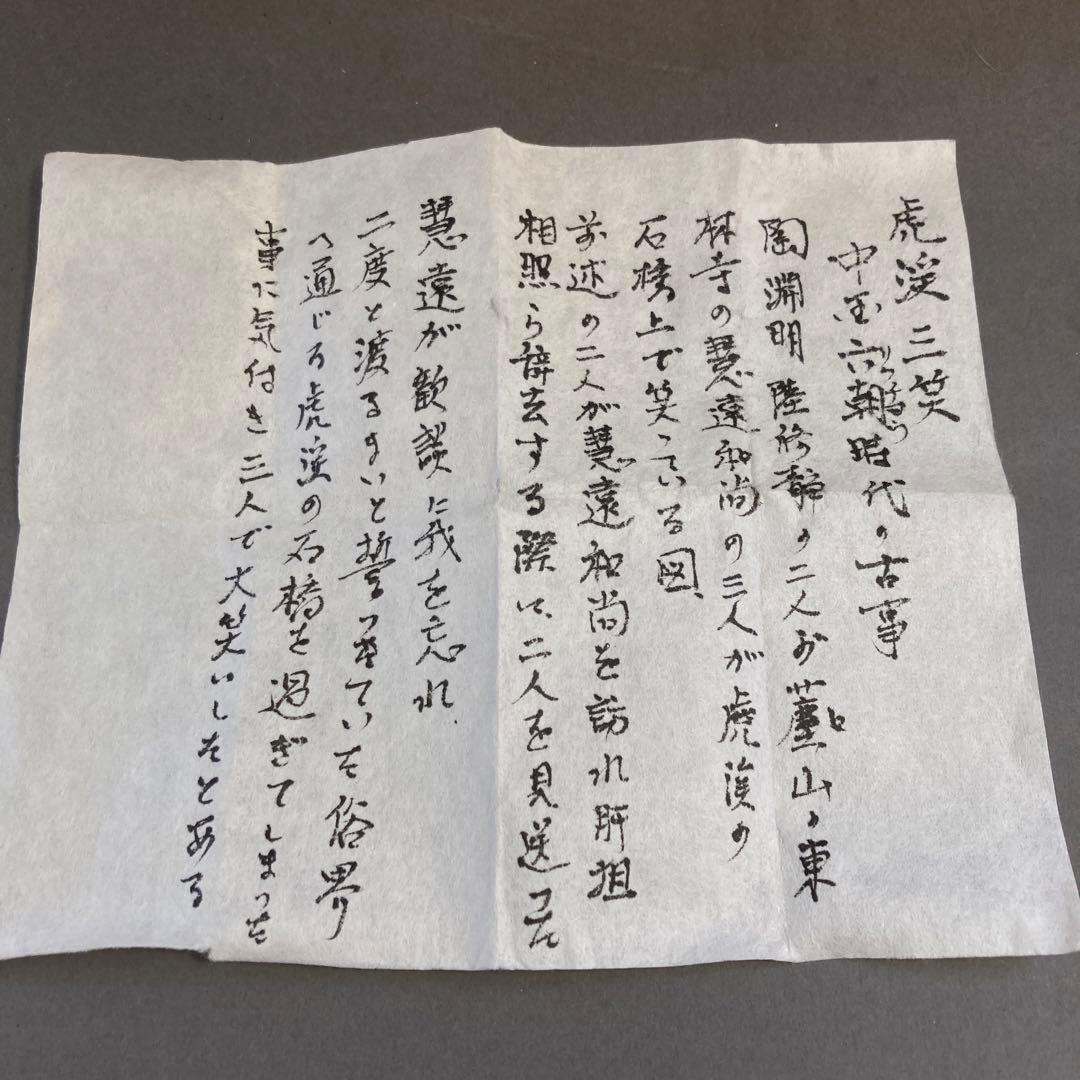 虎渓三笑
中国六朝時代の古事
陶淵明陸修静の二人が廬山の東
林寺の慧遠和尚の三人が虎渓の
石橋上で笑っている図、
前述の二人が慧遠和尚を訪れ肝胆
相照ら辞去する際に、二人を見送った
慧遠が歓談に我を忘れ、
二度と渡るまいと誓っていた俗界
へ通じる虎渓の石橋を過ぎてしまった
事に気付き三人で大笑いしたとある